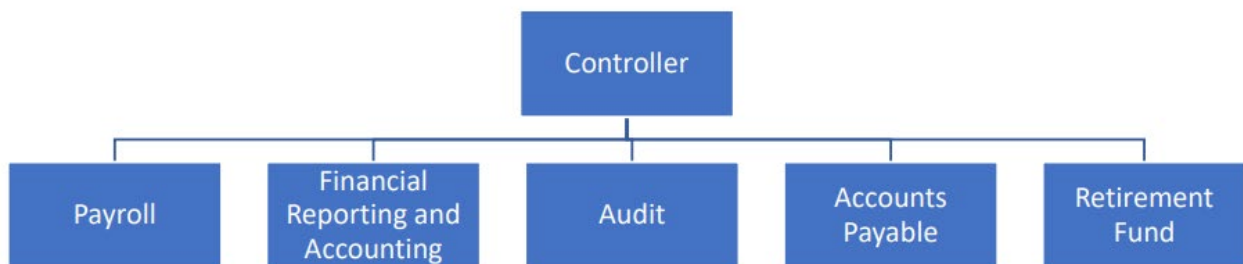 Controller
Payroll
Financial
Reporting and
Accounting
Audit
Accounts
Payable
Retirement
Fund